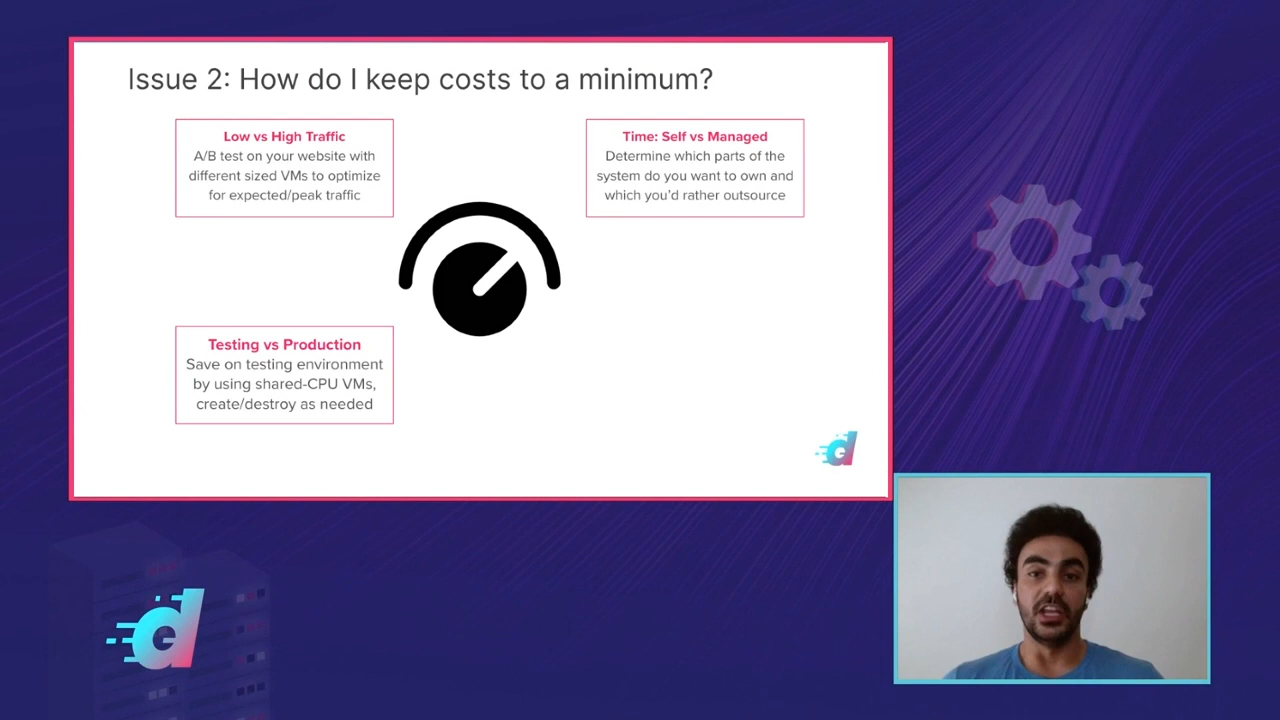 Issue 2: How do I keep costs to a minimum?
Low vs High Traffic
A/B test on your website with
different sized VMs to optimize
for expected/peak traffic
Time: Self vs Managed
Determine which parts of the
system do you want to own and
which you’d rather outsource
Testing vs Production
Save on testing environment
by using shared-CPU VMs,
create/destroy as needed
d
d